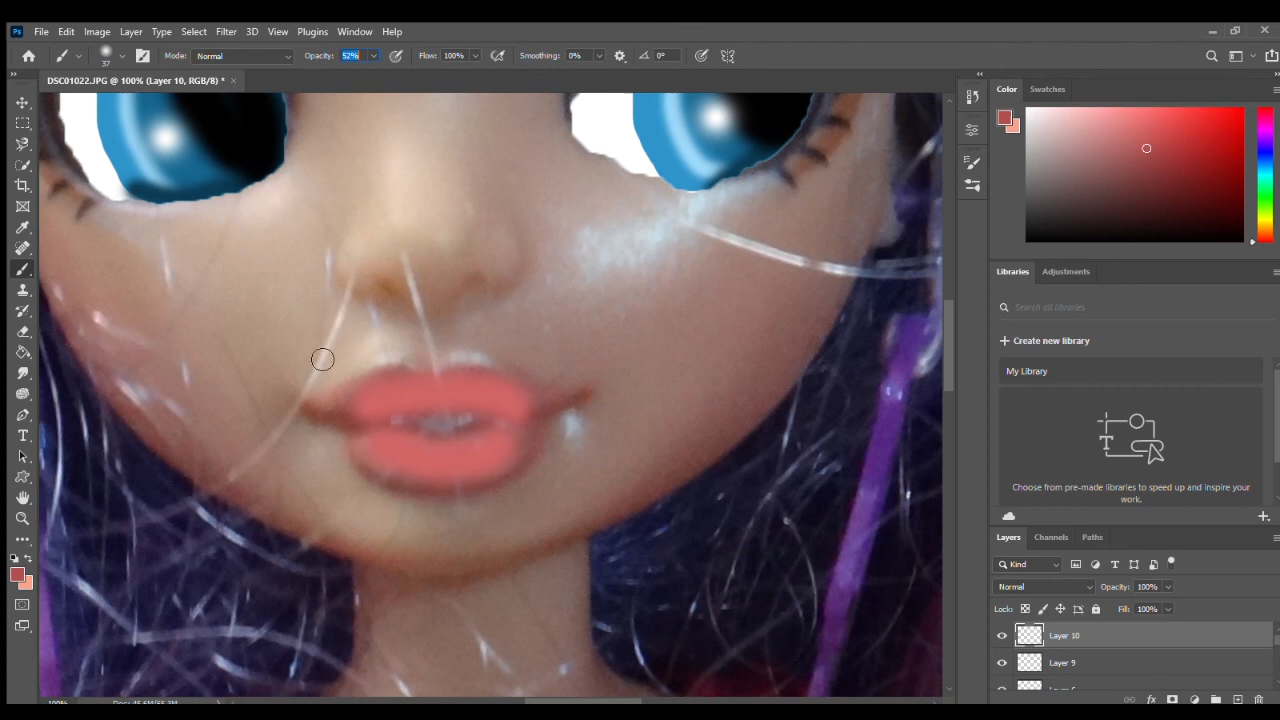 Ps File Edit Image Layer Type Select Filter 3D View Plugins Window Help
37 Mode: Normal Opacity: 52% Flow: 100% Smoothing: 0% 0°
DSC01022.JPG @ 100% (Layer 10, RGB/8) * ×
Color Swatches
Libraries Adjustments
Search all libraries
+ Create new library
My Library
Choose from pre-made libraries to speed up and inspire your
work.
Layers Channels Paths
Kind
Normal Opacity: 100%
Lock: Fill: 100%
Layer 10
Layer 9
fx